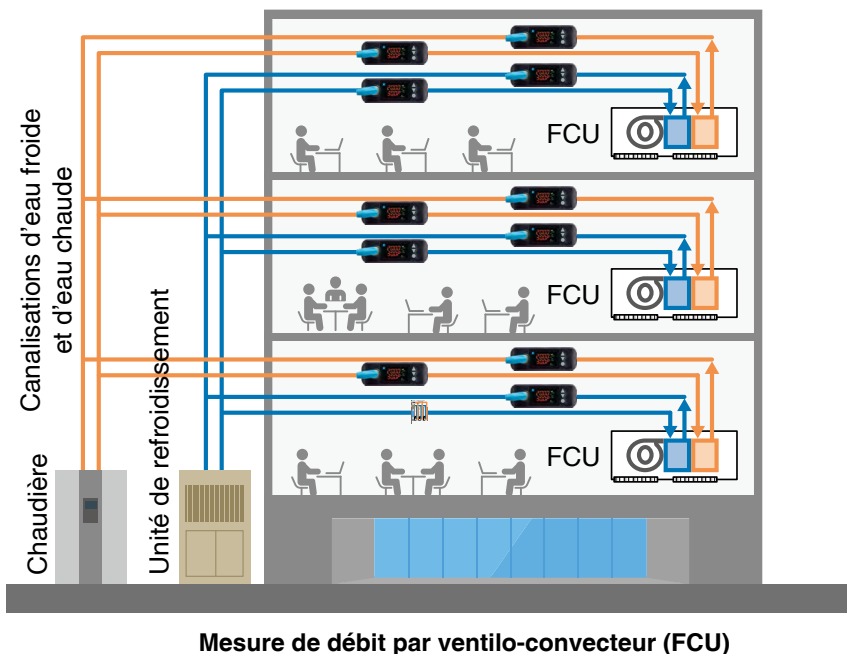 FCU
FCU
FCU
Canalisations d'eau froide
et d'eau chaude
Chaudière
Unité de refroidissement
Mesure de débit par ventilo-convecteur (FCU)